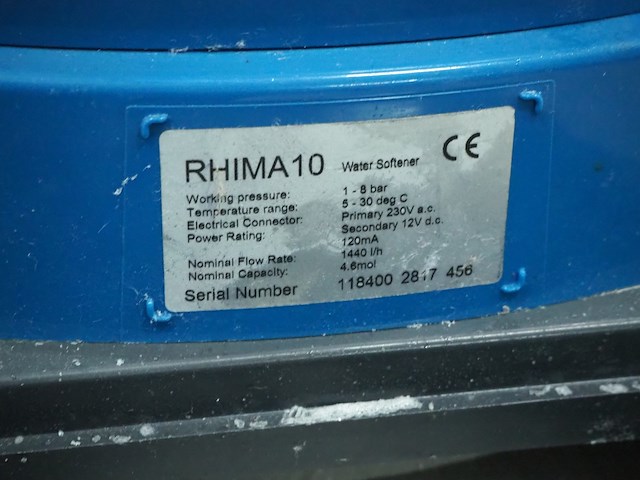 RHIMA10 Water Softener CE
Working pressure: 1 - 8 bar
Temperature range: 5 - 30 deg C
Electrical Connector: Primary 230V a.c.
Secondary 12V d.c.
Power Rating: 120mA
Nominal Flow Rate: 1440 l/h
Nominal Capacity: 4.6mol
Serial Number 118400 2817 456